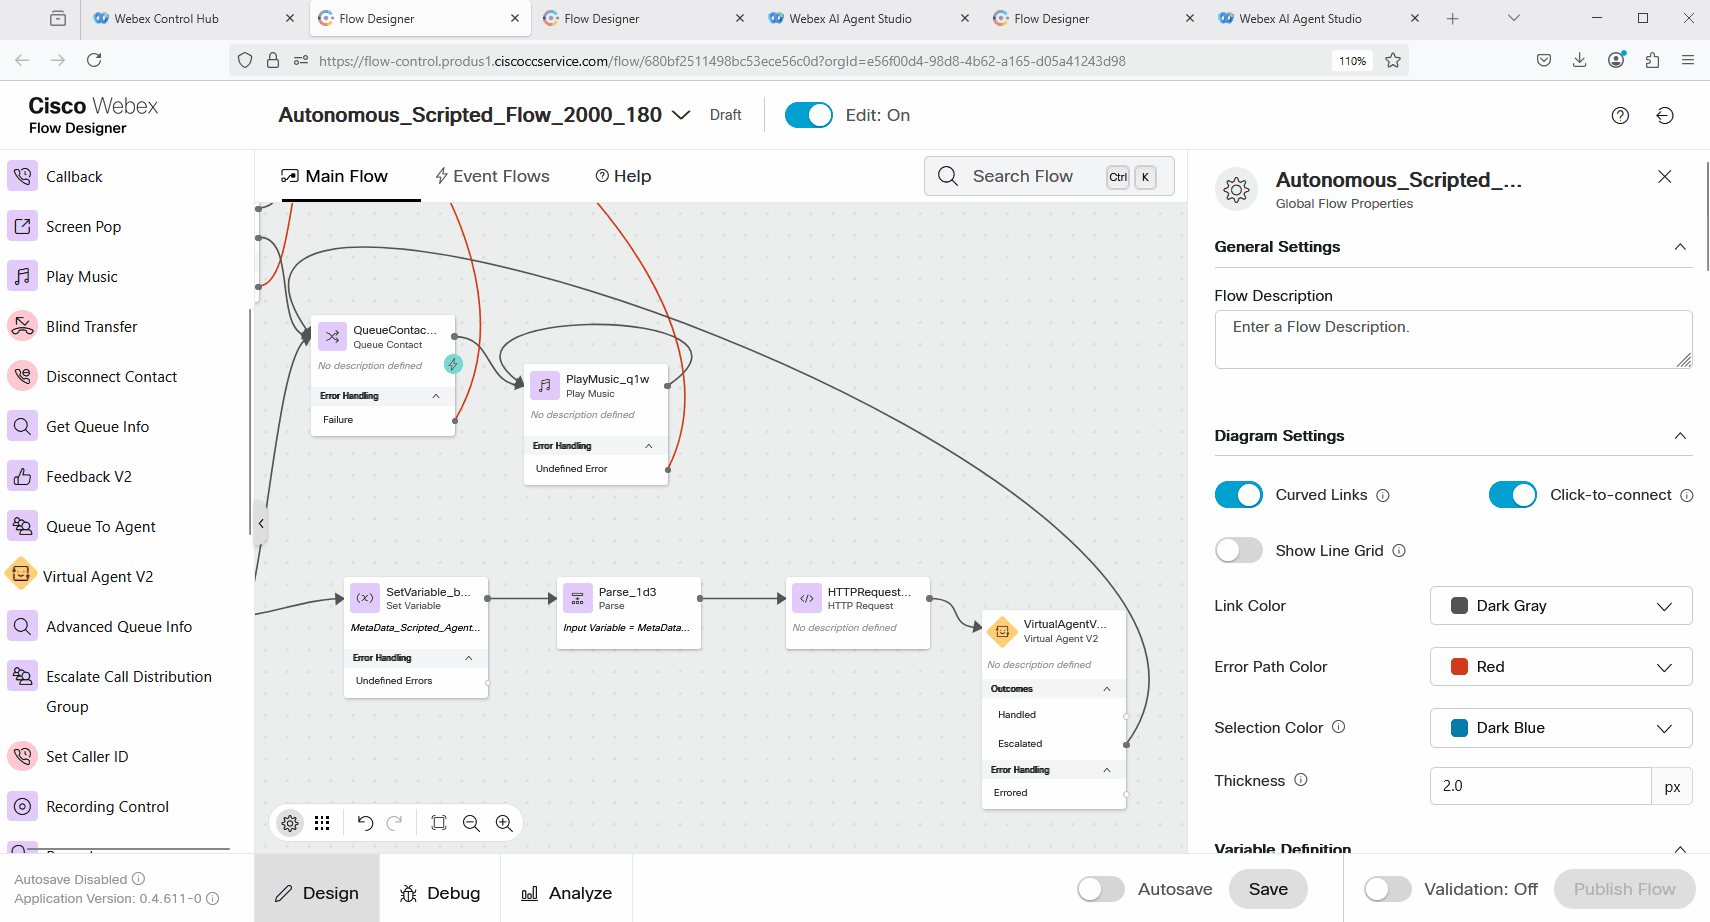 Webex Control Hub
Flow Designer
Flow Designer
Webex AI Agent Studio
Flow Designer
Webex AI Agent Studio
https://flow-control.produs1.ciscoccservice.com/flow/680bf2511498bc53ece56c0d?orgId=e56f00d4-98d8-4b62-a165-d05a41243d98
110%
Cisco Webex
Flow Designer
Autonomous_Scripted_Flow_2000_180
Draft
Edit: On
Callback
Screen Pop
Play Music
Blind Transfer
Disconnect Contact
Get Queue Info
Feedback V2
Queue To Agent
Virtual Agent V2
Advanced Queue Info
Escalate Call Distribution
Group
Set Caller ID
Recording Control
Autosave Disabled
Application Version: 0.4.611-0
Main Flow
Event Flows
Help
Search Flow
Ctrl
K
QueueContac...
Queue Contact
No description defined
Error Handling
Failure
PlayMusic_q1w
Play Music
No description defined
Error Handling
Undefined Error
SetVariable_b...
Set Variable
MetaData_Scripted_Agent...
Error Handling
Undefined Errors
Parse_1d3
Parse
Input Variable = MetaData...
HTTPRequest...
HTTP Request
No description defined
VirtualAgentV...
Virtual Agent V2
No description defined
Outcomes
Handled
Escalated
Error Handling
Errored
Autonomous_Scripted_...
Global Flow Properties
General Settings
Flow Description
Enter a Flow Description.
Diagram Settings
Curved Links
Click-to-connect
Show Line Grid
Link Color
Dark Gray
Error Path Color
Red
Selection Color
Dark Blue
Thickness
2.0
px
Variable Definition
Design
Debug
Analyze
Autosave
Save
Validation: Off
Publish Flow